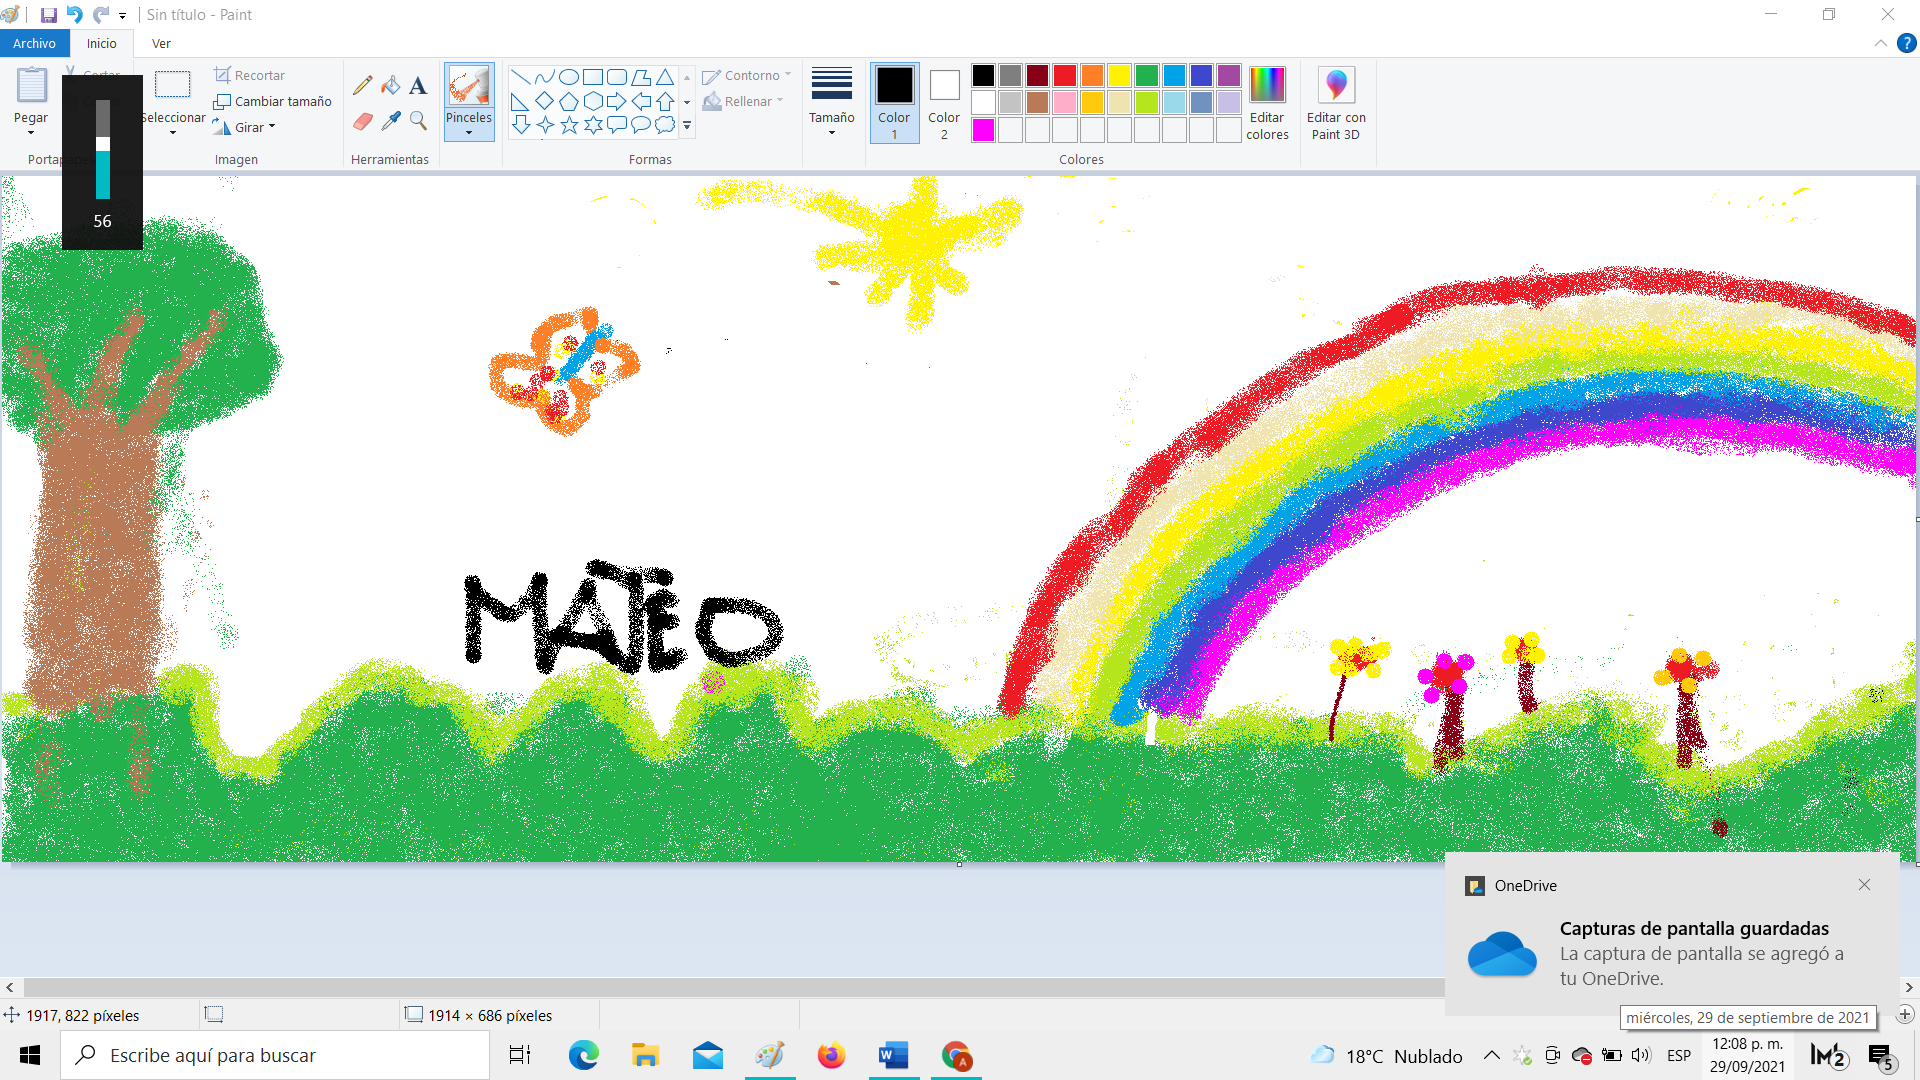 Sin título - Paint
Archivo
Inicio
Ver
Pegar
Cortar
Portapapeles
56
Seleccionar
Recortar
Cambiar tamaño
Girar
Imagen
A
Herramientas
Pinceles
Contorno
Rellenar
Formas
Tamaño
Color
1
Color
2
Editar
colores
Colores
Editar con
Paint 3D
?
MATEO
OneDrive
Capturas de pantalla guardadas
La captura de pantalla se agregó a
tu OneDrive.
1917, 822 píxeles
1914 × 686 píxeles
miércoles, 29 de septiembre de 2021
Escribe aquí para buscar
W
A
18°C Nublado
ESP
12:08 p. m.
29/09/2021
2
5